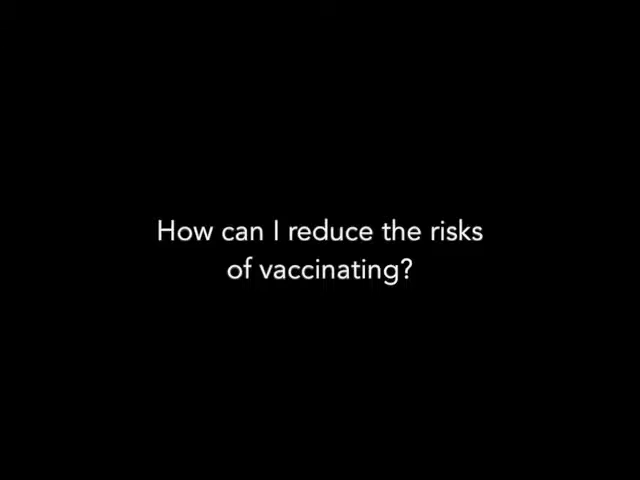 How can I reduce the risks
of vaccinating?